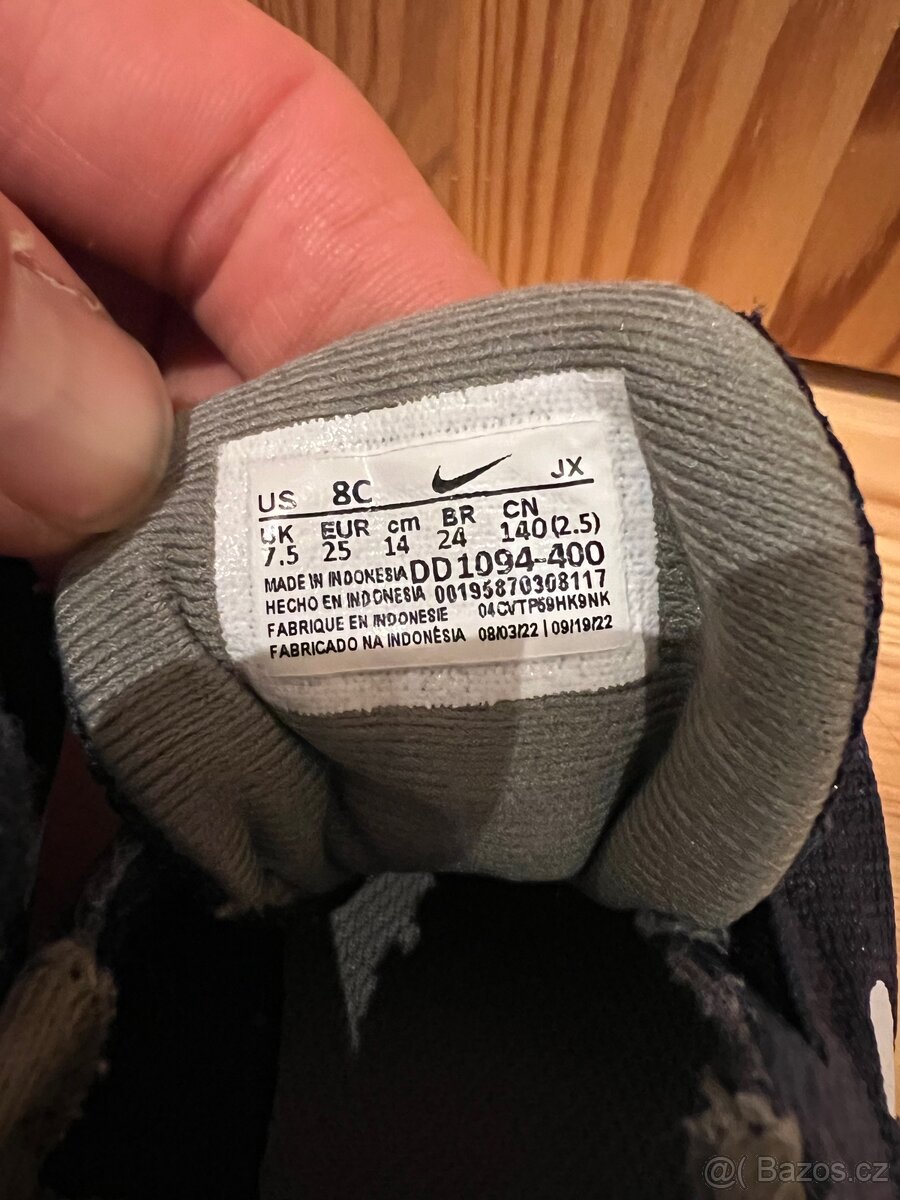 US 8C JX
UK EUR cm BR CN
7.5 25 14 24 140(2.5)
MADE IN INDONESIA DD1094-400
HECHO EN INDONESIA 00195870308117
FABRIQUE EN INDONESIE 04CVTP59HK9NK
FABRICADO NA INDONÉSIA 08/03/22 | 09/19/22
@( Bazos.cz